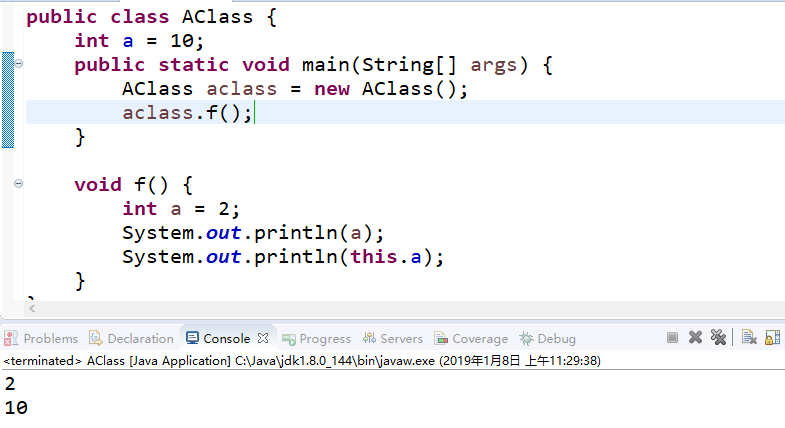 public class AClass {
    int a = 10;
    public static void main(String[] args) {
        AClass aclass = new AClass();
        aclass.f();
    }
    void f() {
        int a = 2;
        System.out.println(a);
        System.out.println(this.a);
    }
Problems Declaration Console Progress Servers Coverage Debug
<terminated> AClass [Java Application] C:\Java\jdk1.8.0_144\bin\javaw.exe (2019年1月8日 上午11:29:38)
2
10